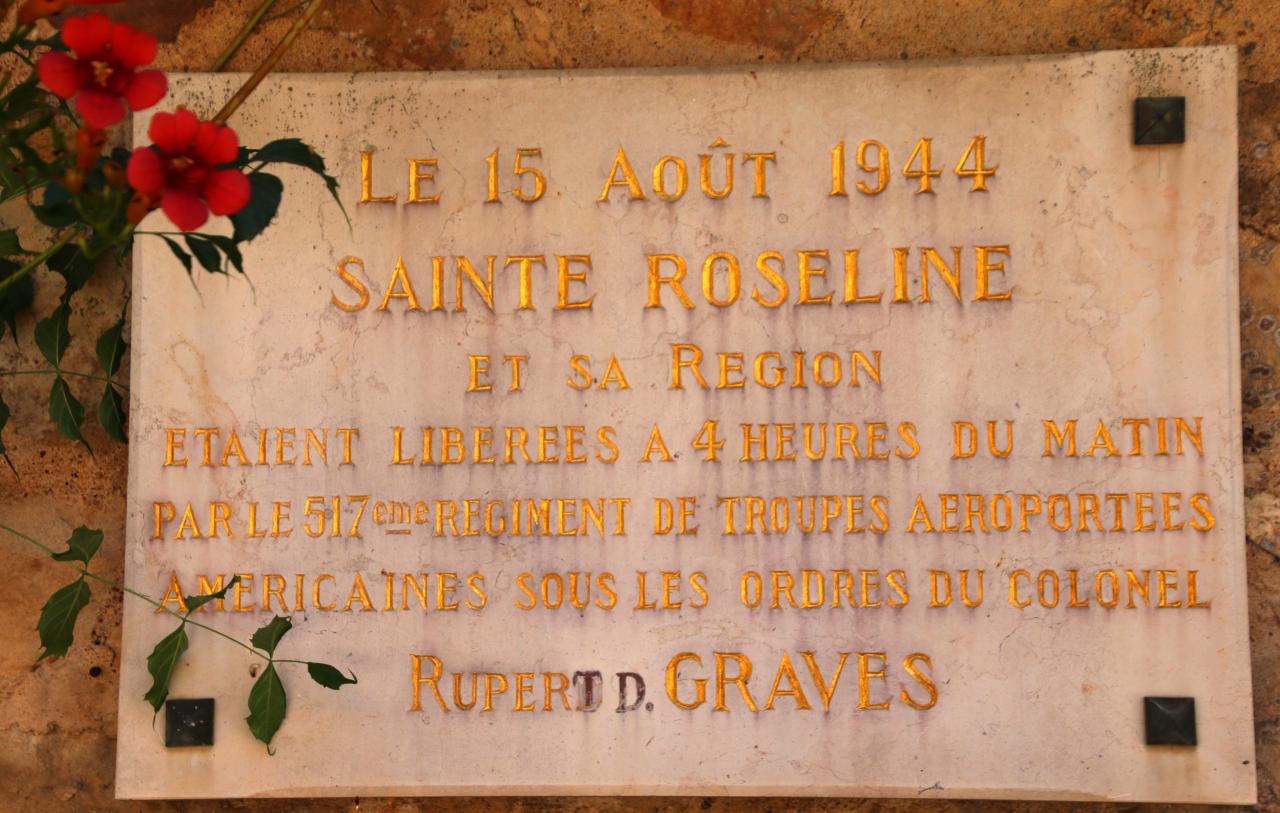 LE 15 AOÛT 1944
SAINTE ROSELINE
ET SA REGION
ETAIENT LIBEREES A 4 HEURES DU MATIN
PAR LE 517eme REGIMENT DE TROUPES AEROPORTEES
AMERICAINES SOUS LES ORDRES DU COLONEL
RUPERT D. GRAVES